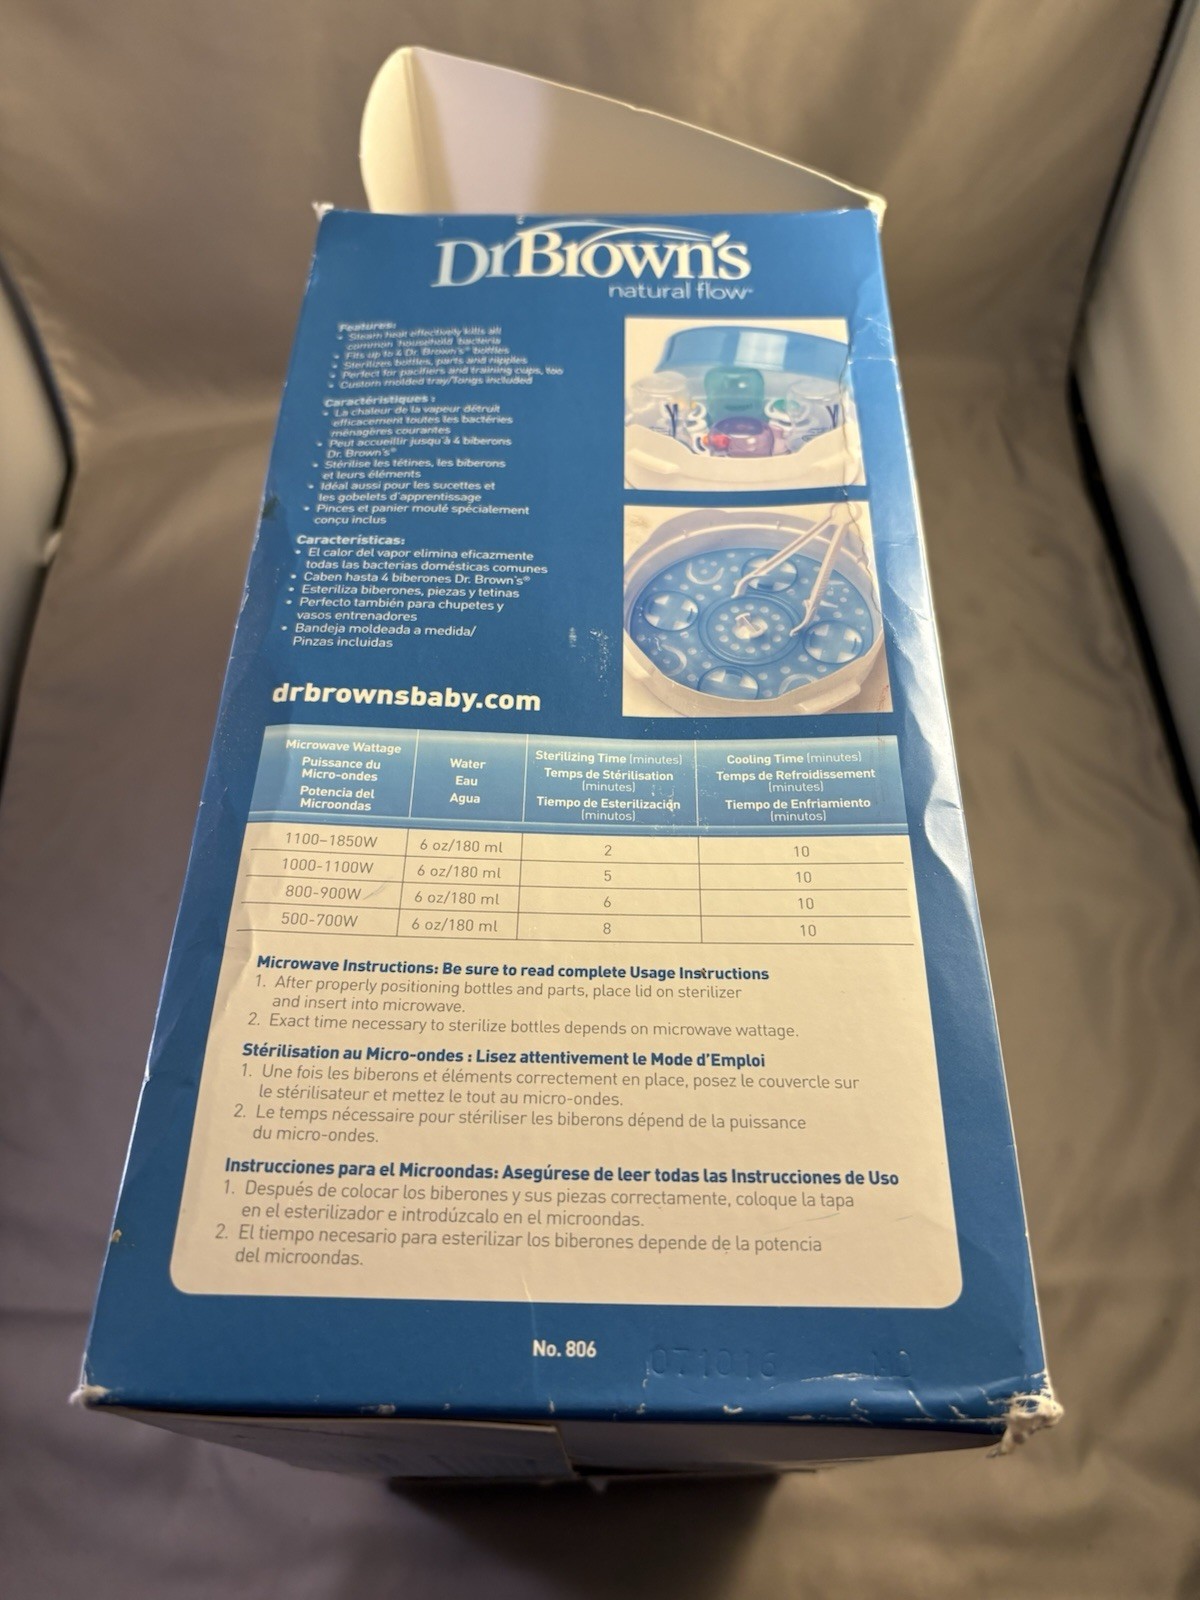 Dr Brown's
natural flow™
Features:
• Steam heat effectively kills all
common household bacteria
• Fits up to 4 Dr. Brown's® bottles
• Sterilizes bottles, parts and nipples
• Perfect for pacifiers and training cups, too
• Custom molded tray/Tongs included
Caractéristiques :
• La chaleur de la vapeur détruit
efficacement toutes les bactéries
ménagères courantes
• Peut accueillir jusqu'à 4 biberons
Dr. Brown's®
• Stérilise les tétines, les biberons
et leurs éléments
• Idéal aussi pour les sucettes et
les gobelets d'apprentissage
• Pinces et panier moulé spécialement
conçu inclus
Características:
• El calor del vapor elimina eficazmente
todas las bacterias domésticas comunes
• Caben hasta 4 biberones Dr. Brown's®
• Esteriliza biberones, piezas y tetinas
• Perfecto también para chupetes y
vasos entrenadores
• Bandeja moldeada a medida/
Pinzas incluidas
drbrownsbaby.com
Microwave Wattage
Puissance du
Micro-ondes
Potencia del
Microondas
Water
Eau
Agua
Sterilizing Time (minutes)
Temps de Stérilisation
(minutes)
Tiempo de Esterilización
(minutos)
Cooling Time (minutes)
Temps de Refroidissement
(minutes)
Tiempo de Enfriamiento
(minutos)
1100-1850W 6 oz/180 ml 2 10
1000-1100W 6 oz/180 ml 5 10
800-900W 6 oz/180 ml 6 10
500-700W 6 oz/180 ml 8 10
Microwave Instructions: Be sure to read complete Usage Instructions
1. After properly positioning bottles and parts, place lid on sterilizer
and insert into microwave.
2. Exact time necessary to sterilize bottles depends on microwave wattage.
Stérilisation au Micro-ondes : Lisez attentivement le Mode d'Emploi
1. Une fois les biberons et éléments correctement en place, posez le couvercle sur
le stérilisateur et mettez le tout au micro-ondes.
2. Le temps nécessaire pour stériliser les biberons dépend de la puissance
du micro-ondes.
Instrucciones para el Microondas: Asegúrese de leer todas las Instrucciones de Uso
1. Después de colocar los biberones y sus piezas correctamente, coloque la tapa
en el esterilizador e introdúzcalo en el microondas.
2. El tiempo necesario para esterilizar los biberones depende de la potencia
del microondas.
No. 806
071016